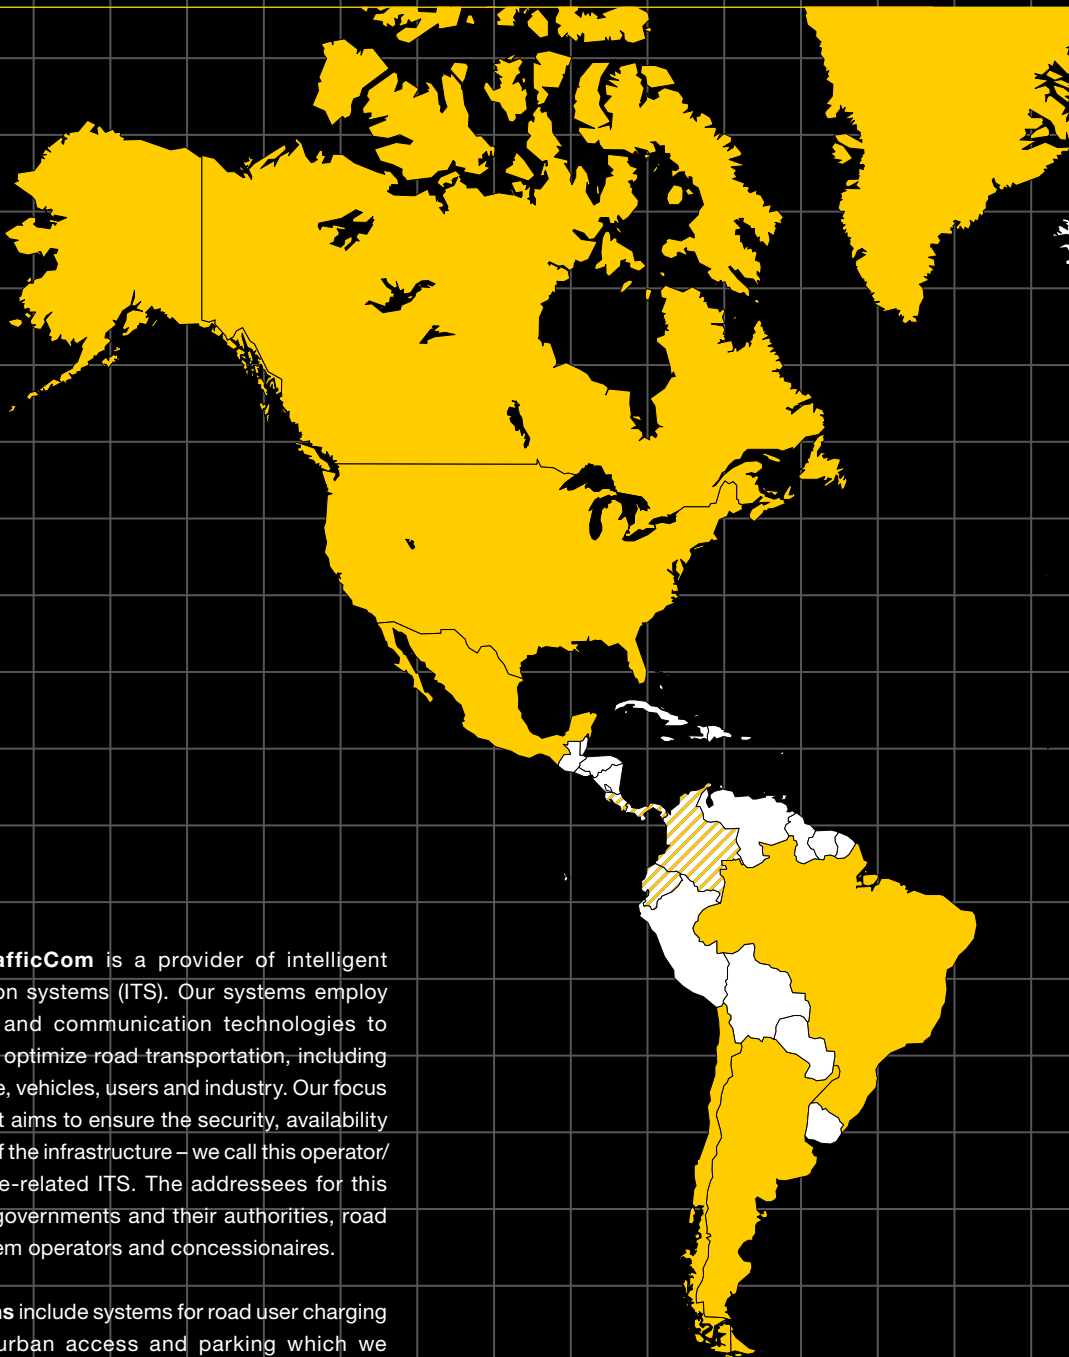 afficCom is a provider of intelligent
on systems (ITS). Our systems employ
and communication technologies to
optimize road transportation, including
e, vehicles, users and industry. Our focus
t aims to ensure the security, availability
f the infrastructure – we call this operator/
e-related ITS. The addressees for this
governments and their authorities, road
em operators and concessionaires.
ns include systems for road user charging
urban access and parking which we